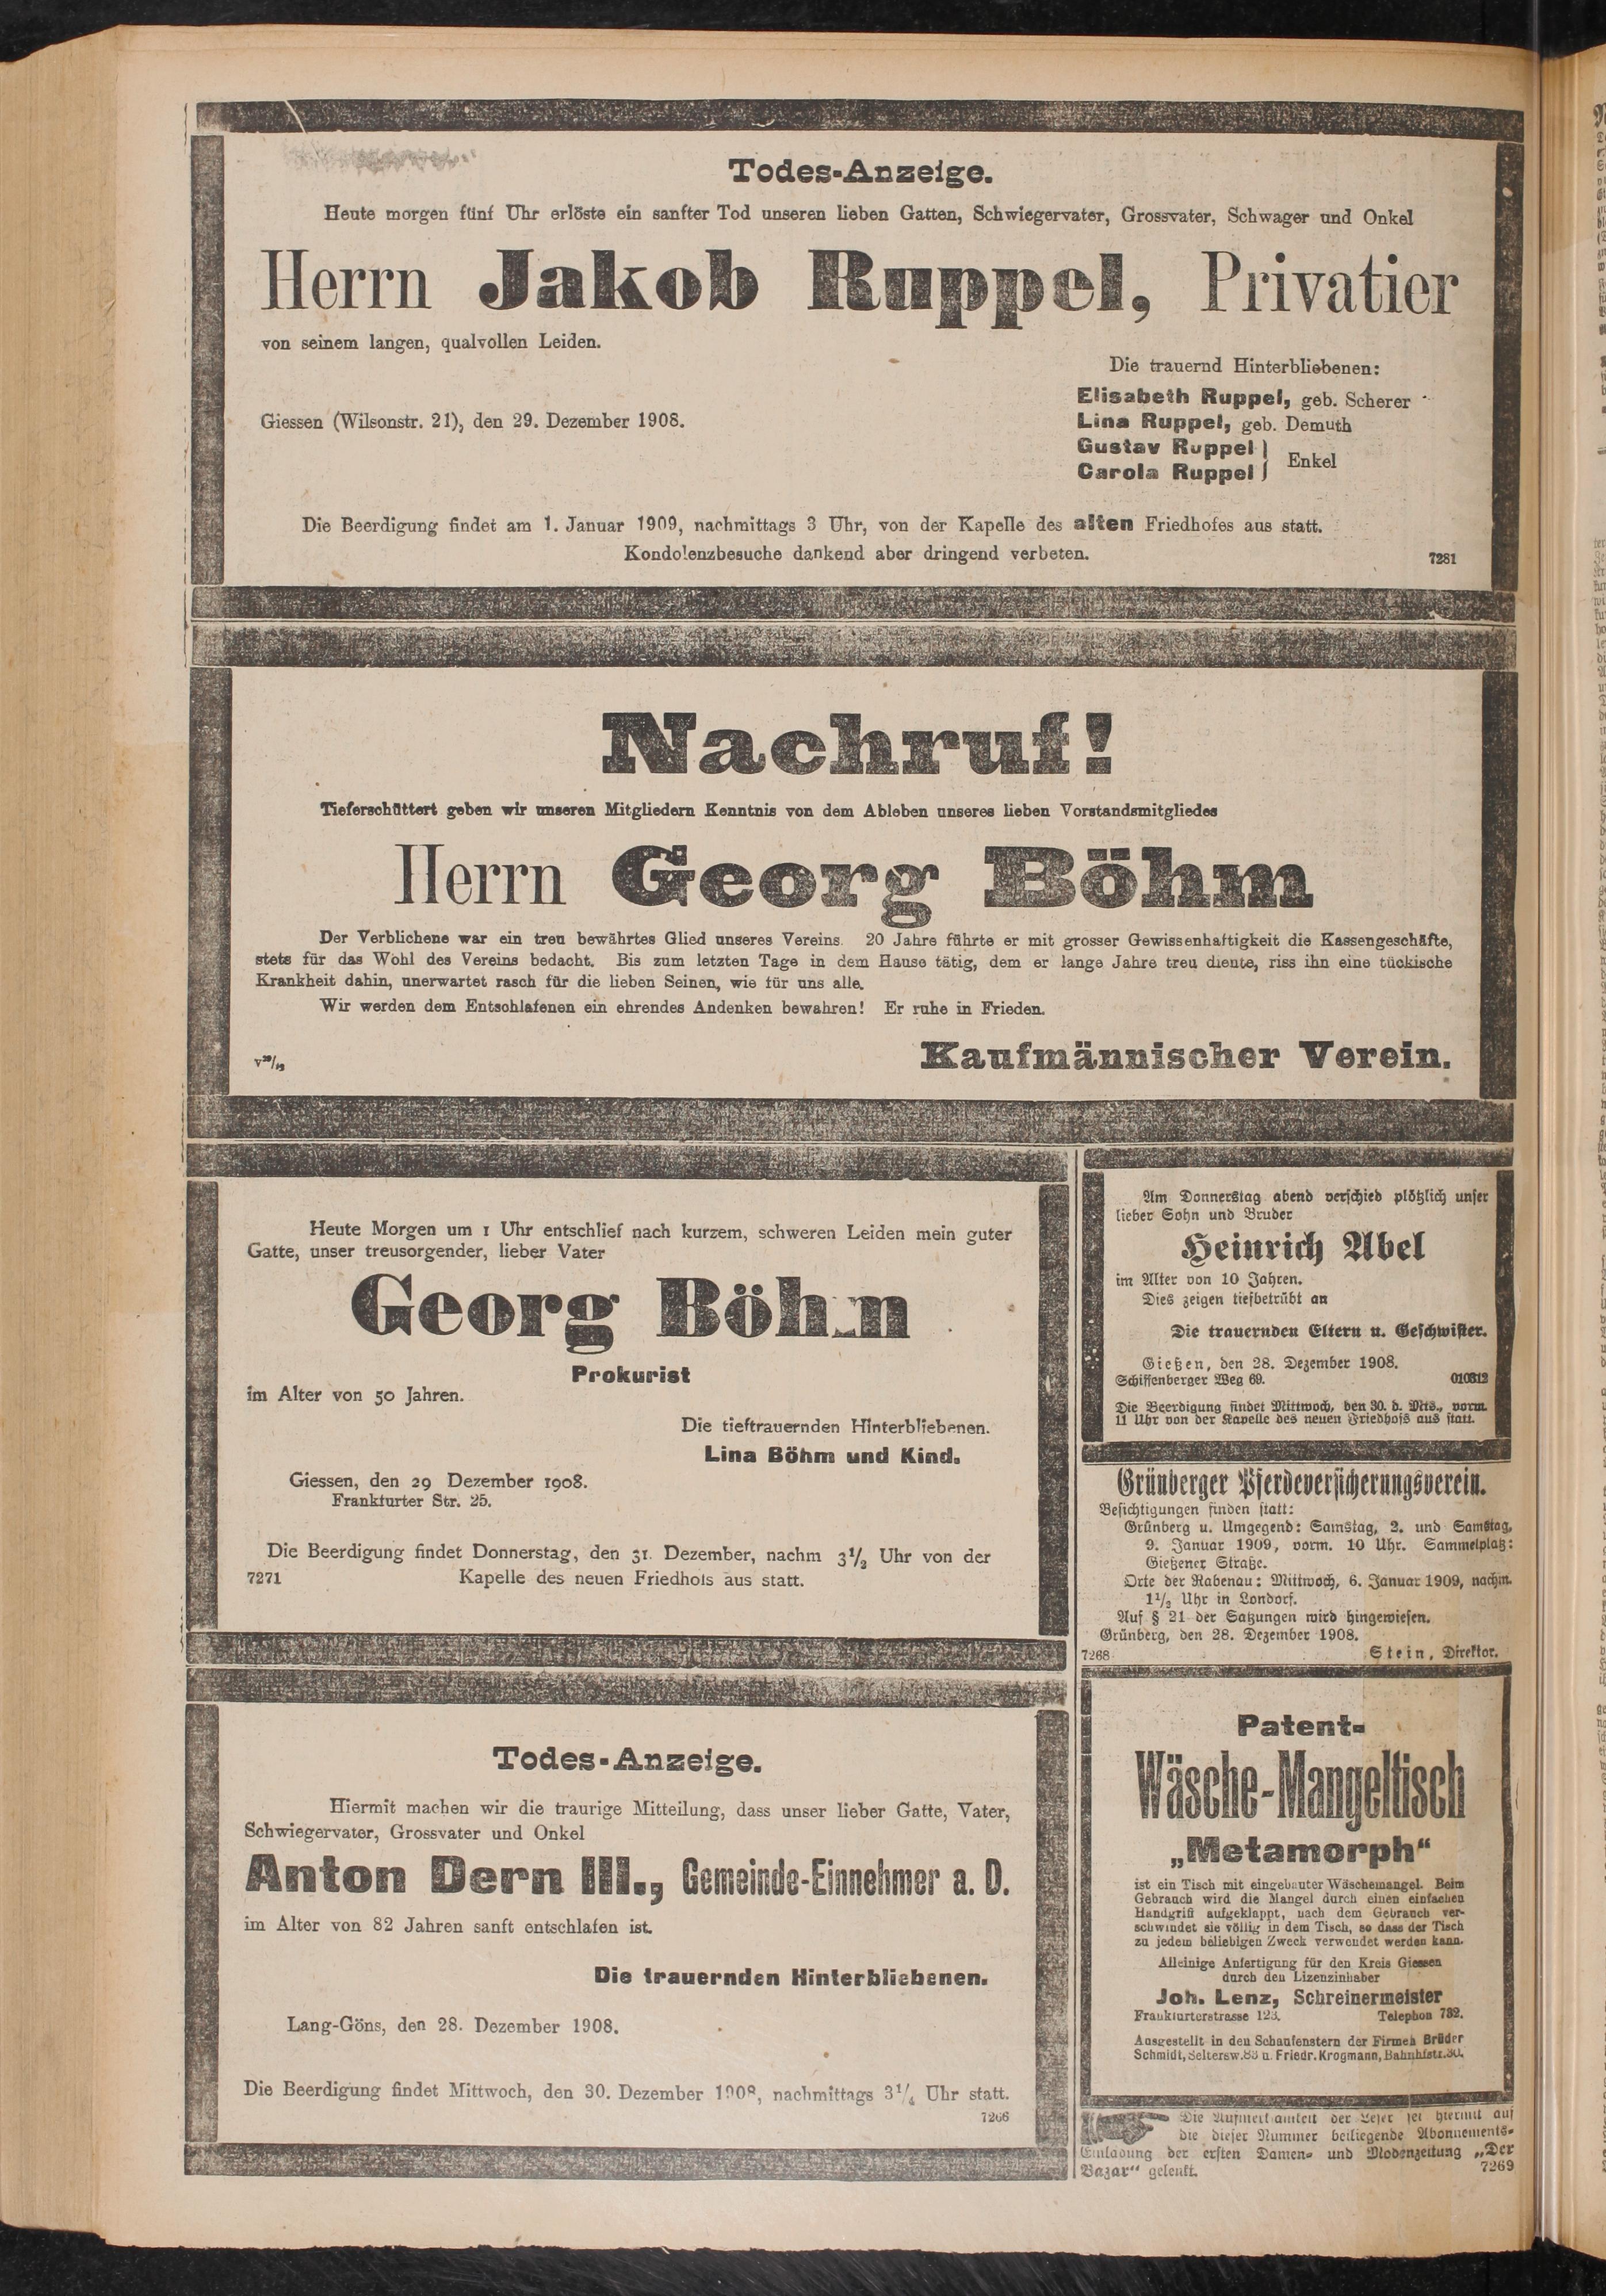 Todes-Anzeige.
Heute morgen fünf Uhr erlöste ein sanfter Tod unseren lieben Gatten, Schwiegervater, Grossvater, Schwager und Onkel
Herrn Jakob Ruppel, Privatier
von seinem langen, qualvollen Leiden.
Die trauernd Hinterbliebenen:
Elisabeth Ruppel, geb. Scherer
Giessen (Wilsonstr. 21), den 29. Dezember 1908.
Lina Ruppel, geb. Demuth
Gustav Ruppel
Carola Ruppel } Enkel
Die Beerdigung findet am 1. Januar 1909, nachmittags 3 Uhr, von der Kapelle des alten Friedhofes aus statt.
Kondolenzbesuche dankend aber dringend verbeten.
7281
Nachruf!
Tieferschüttert geben wir unseren Mitgliedern Kenntnis von dem Ableben unseres lieben Vorstandsmitgliedes
Herrn Georg Böhm
Der Verblichene war ein treu bewährtes Glied unseres Vereins. 20 Jahre führte er mit grosser Gewissenhaftigkeit die Kassengeschäfte,
stets für das Wohl des Vereins bedacht. Bis zum letzten Tage in dem Hause tätig, dem er lange Jahre treu diente, riss ihn eine tückische
Krankheit dahin, unerwartet rasch für die lieben Seinen, wie für uns alle.
Wir werden dem Entschlafenen ein ehrendes Andenken bewahren! Er ruhe in Frieden.
Kaufmännischer Verein.
Heute Morgen um 1 Uhr entschlief nach kurzem, schweren Leiden mein guter
Gatte, unser treusorgender, lieber Vater
Georg Böhm
Prokurist
im Alter von 50 Jahren.
Die tieftrauernden Hinterbliebenen.
Lina Böhm und Kind.
Giessen, den 29 Dezember 1908.
Frankfurter Str. 25.
Die Beerdigung findet Donnerstag, den 31. Dezember, nachm 3½ Uhr von der
7271 Kapelle des neuen Friedhofs aus statt.
Todes-Anzeige.
Hiermit machen wir die traurige Mitteilung, dass unser lieber Gatte, Vater,
Schwiegervater, Grossvater und Onkel
Anton Dern III., Gemeinde-Einnehmer a. D.
im Alter von 82 Jahren sanft entschlafen ist.
Die trauernden Hinterbliebenen.
Lang-Göns, den 28. Dezember 1908.
Die Beerdigung findet Mittwoch, den 30. Dezember 1908, nachmittags 3¼ Uhr statt.
7266
Am Donnerstag abend verschied plötzlich unser
lieber Sohn und Bruder
Heinrich Abel
im Alter von 10 Jahren.
Dies zeigen tiefbetrübt an
Die trauernden Eltern u. Geschwister.
Gießen, den 28. Dezember 1908.
Schiffenberger Weg 69. 010312
Die Beerdigung findet Mittwoch, den 30. d. Mts., vorm.
11 Uhr von der Kapelle des neuen Friedhofs aus statt.
Grünberger Pferdeversicherungsverein.
Besichtigungen finden statt:
Grünberg u. Umgegend: Samstag, 2. und Samstag,
9. Januar 1909, vorm. 10 Uhr. Sammelplatz:
Gießener Straße.
Orte der Rabenau: Mittwoch, 6. Januar 1909, nachm.
1½ Uhr in Londorf.
Auf § 21 der Satzungen wird hingewiesen.
Grünberg, den 28. Dezember 1908.
7268 Stein, Direktor.
Patent-
Wäsche-Mangeltisch
„Metamorph“
ist ein Tisch mit eingebauter Wäschemangel. Beim
Gebrauch wird die Mangel durch einen einfachen
Handgriff aufgeklappt, nach dem Gebrauch ver-
schwindet sie völlig in dem Tisch, so dass der Tisch
zu jedem beliebigen Zweck verwendet werden kann.
Alleinige Anfertigung für den Kreis Giessen
durch den Lizenzinhaber
Joh. Lenz, Schreinermeister
Frankfurterstrasse 123. Telephon 732.
Ausgestellt in den Schaufenstern der Firmen Brüder
Schmidt, Seltersw. 83 u. Friedr. Krogmann, Bahnhfstr. 30.
Die Aufmerksamkeit der Leser sei hiermit auf
die dieser Nummer beiliegende Abonnements-
Einladung der ersten Damen- und Modenzeitung „Der
Bazar“ gelenkt. 7269